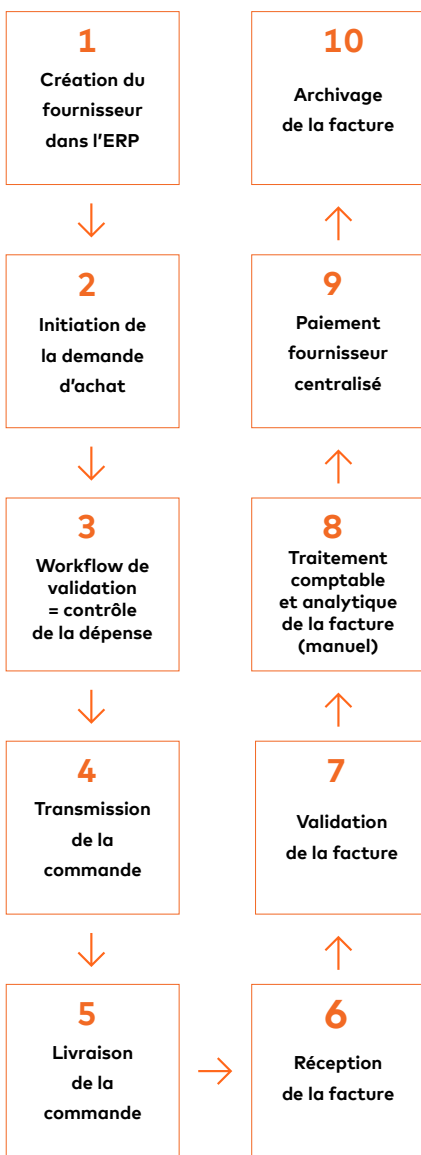 1
Création du
fournisseur
dans l'ERP
2
Initiation de
la demande
d'achat
3
Workflow de
validation
= contrôle
de la dépense
4
Transmission
de la
commande
5
Livraison
de la
commande
6
Réception
de la facture
7
Validation
de la facture
8
Traitement
comptable
et analytique
de la facture
(manuel)
9
Paiement
fournisseur
centralisé
10
Archivage
de la facture